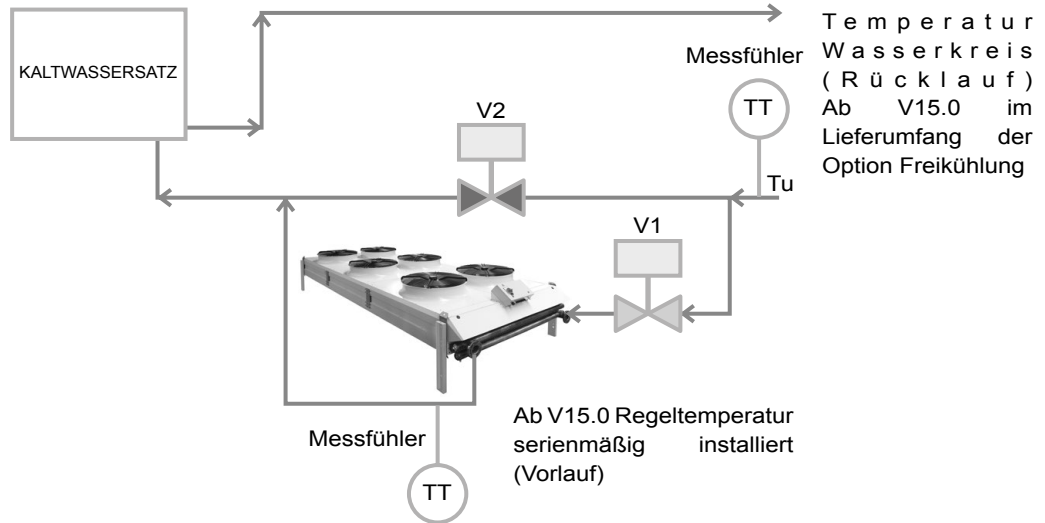 KALTWASSERSATZ
Messfühler
TT
Temperatur
Wasserkreis
(Rücklauf)
Ab V15.0 im
Lieferumfang der
Option Freikühlung
V2
Tu
V1
Messfühler
TT
Ab V15.0 Regeltemperatur
serienmäßig installiert
(Vorlauf)